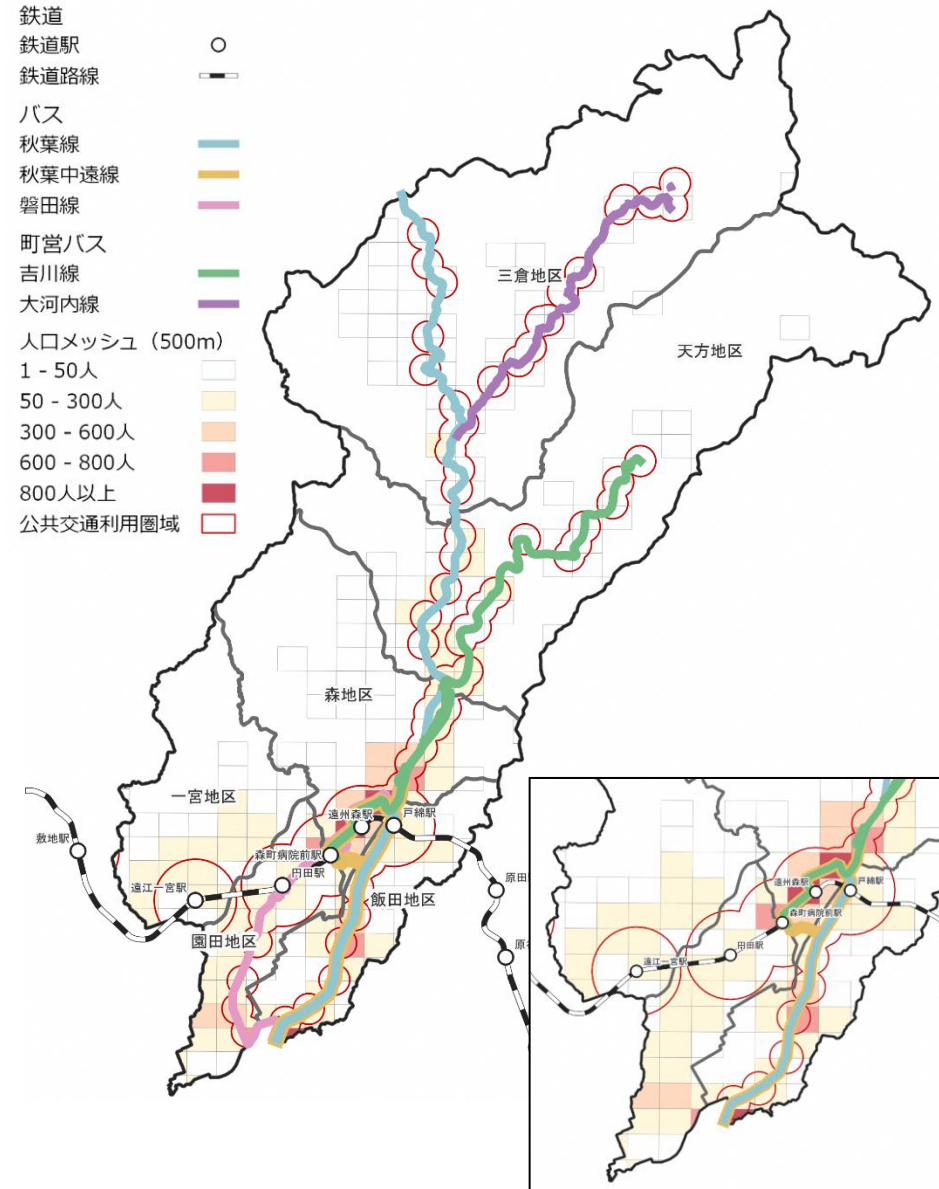 鉄道
鉄道駅
鉄道路線
バス
秋葉線
秋葉中遠線
磐田線
町営バス
吉川線
大河内線
人口メッシュ（500m）
1 - 50人
50 - 300人
300 - 600人
600 - 800人
800人以上
公共交通利用圏域
三倉地区
天方地区
森地区
一宮地区
遠州森駅
戸綿駅
敷地駅
森町病院前駅
円田駅
遠江一宮駅
原田
飯田地区
園田地区
原谷
遠州森駅
戸綿駅
森町病院前駅
円田駅
遠江一宮駅